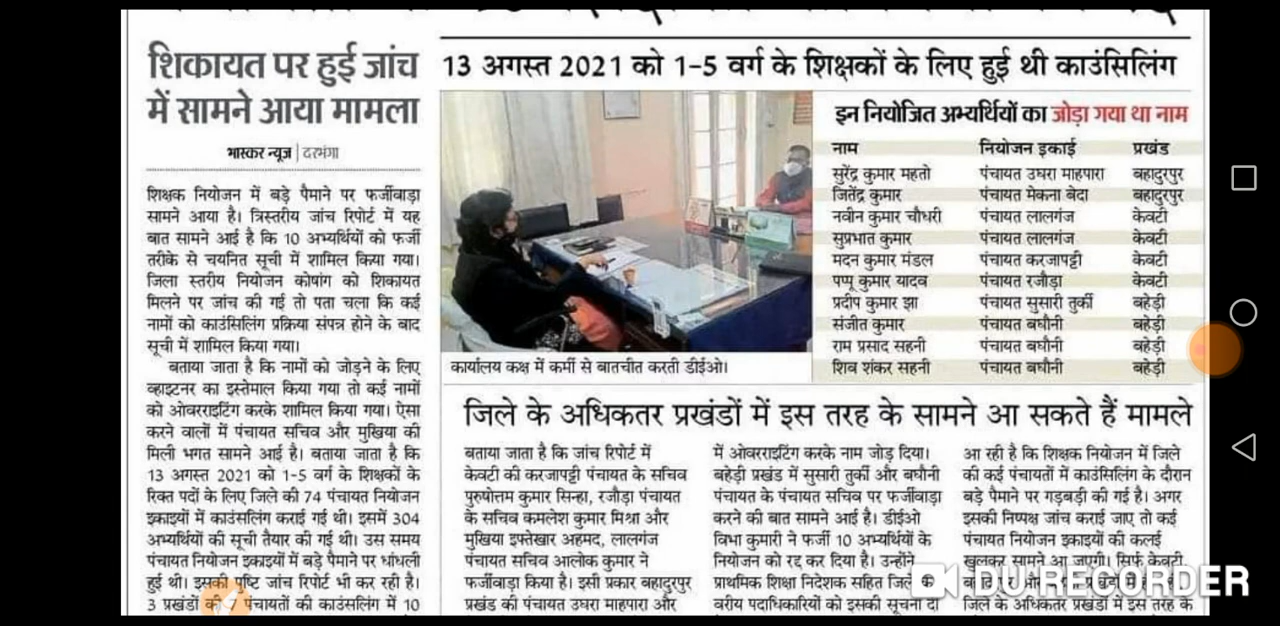 शिकायत पर हुई जांच
में सामने आया मामला
भास्कर न्यूज | दरभंगा
शिक्षक नियोजन में बड़े पैमाने पर फर्जीवाड़ा
सामने आया है। त्रिस्तरीय जांच रिपोर्ट में यह
बात सामने आई है कि 10 अभ्यर्थियों को फर्जी
तरीके से चयनित सूची में शामिल किया गया।
जिला स्तरीय नियोजन कोषांग को शिकायत
मिलने पर जांच की गई तो पता चला कि कई
नामों को काउंसिलिंग प्रक्रिया संपन्न होने के बाद
सूची में शामिल किया गया।
बताया जाता है कि नामों को जोड़ने के लिए
व्हाइटनर का इस्तेमाल किया गया तो कई नामों
को ओवरराइटिंग करके शामिल किया गया। ऐसा
करने वालों में पंचायत सचिव और मुखिया की
मिली भगत सामने आई है। बताया जाता है कि
13 अगस्त 2021 को 1-5 वर्ग के शिक्षकों के
रिक्त पदों के लिए जिले की 74 पंचायत नियोजन
इकाइयों में काउंसलिंग कराई गई थी। इसमें 304
अभ्यर्थियों की सूची तैयार की गई थी। उस समय
पंचायत नियोजन इकाइयों में बड़े पैमाने पर धांधली
हुई थी। इसकी पुष्टि जांच रिपोर्ट भी कर रही है।
3 प्रखंडों की 7 पंचायतों की काउंसलिंग में 10
13 अगस्त 2021 को 1-5 वर्ग के शिक्षकों के लिए हुई थी काउंसिलिंग
कार्यालय कक्ष में कर्मी से बातचीत करती डीईओ।
इन नियोजित अभ्यर्थियों का जोड़ा गया था नाम
नाम नियोजन इकाई प्रखंड
सुरेंद्र कुमार महतो पंचायत उघरा माहपारा बहादुरपुर
जितेंद्र कुमार पंचायत मेकना बेदा बहादुरपुर
नवीन कुमार चौधरी पंचायत लालगंज केवटी
सुप्रभात कुमार पंचायत लालगंज केवटी
मदन कुमार मंडल पंचायत करजापट्टी केवटी
पप्पू कुमार यादव पंचायत रजौड़ा केवटी
प्रदीप कुमार झा पंचायत सुसारी तुर्की बहेड़ी
संजीत कुमार पंचायत बघौनी बहेड़ी
राम प्रसाद सहनी पंचायत बघौनी बहेड़ी
शिव शंकर सहनी पंचायत बघौनी बहेड़ी
जिले के अधिकतर प्रखंडों में इस तरह के सामने आ सकते हैं मामले
बताया जाता है कि जांच रिपोर्ट में
केवटी की करजापट्टी पंचायत के सचिव
पुरुषोत्तम कुमार सिन्हा, रजौड़ा पंचायत
के सचिव कमलेश कुमार मिश्रा और
मुखिया इफ्तेखार अहमद, लालगंज
पंचायत सचिव आलोक कुमार ने
फर्जीवाड़ा किया है। इसी प्रकार बहादुरपुर
प्रखंड की पंचायत उघरा माहपारा और
में ओवरराइटिंग करके नाम जोड़ दिया।
बहेड़ी प्रखंड में सुसारी तुर्की और बघौनी
पंचायत के पंचायत सचिव पर फर्जीवाड़ा
करने की बात सामने आई है। डीईओ
विभा कुमारी ने फर्जी 10 अभ्यर्थियों के
नियोजन को रद्द कर दिया है। उन्होंने
प्राथमिक शिक्षा निदेशक सहित जिले के
वरीय पदाधिकारियों को इसकी सूचना दी
आ रही है कि शिक्षक नियोजन में जिले
की कई पंचायतों में काउंसिलिंग के दौरान
बड़े पैमाने पर गड़बड़ी की गई है। अगर
इसकी निष्पक्ष जांच कराई जाए तो कई
पंचायत नियोजन इकाइयों की कलई
खुलकर सामने आ जाएगी। सिर्फ केवटी,
जिले के अधिकतर प्रखंडों में इस तरह के
DU RECORDER